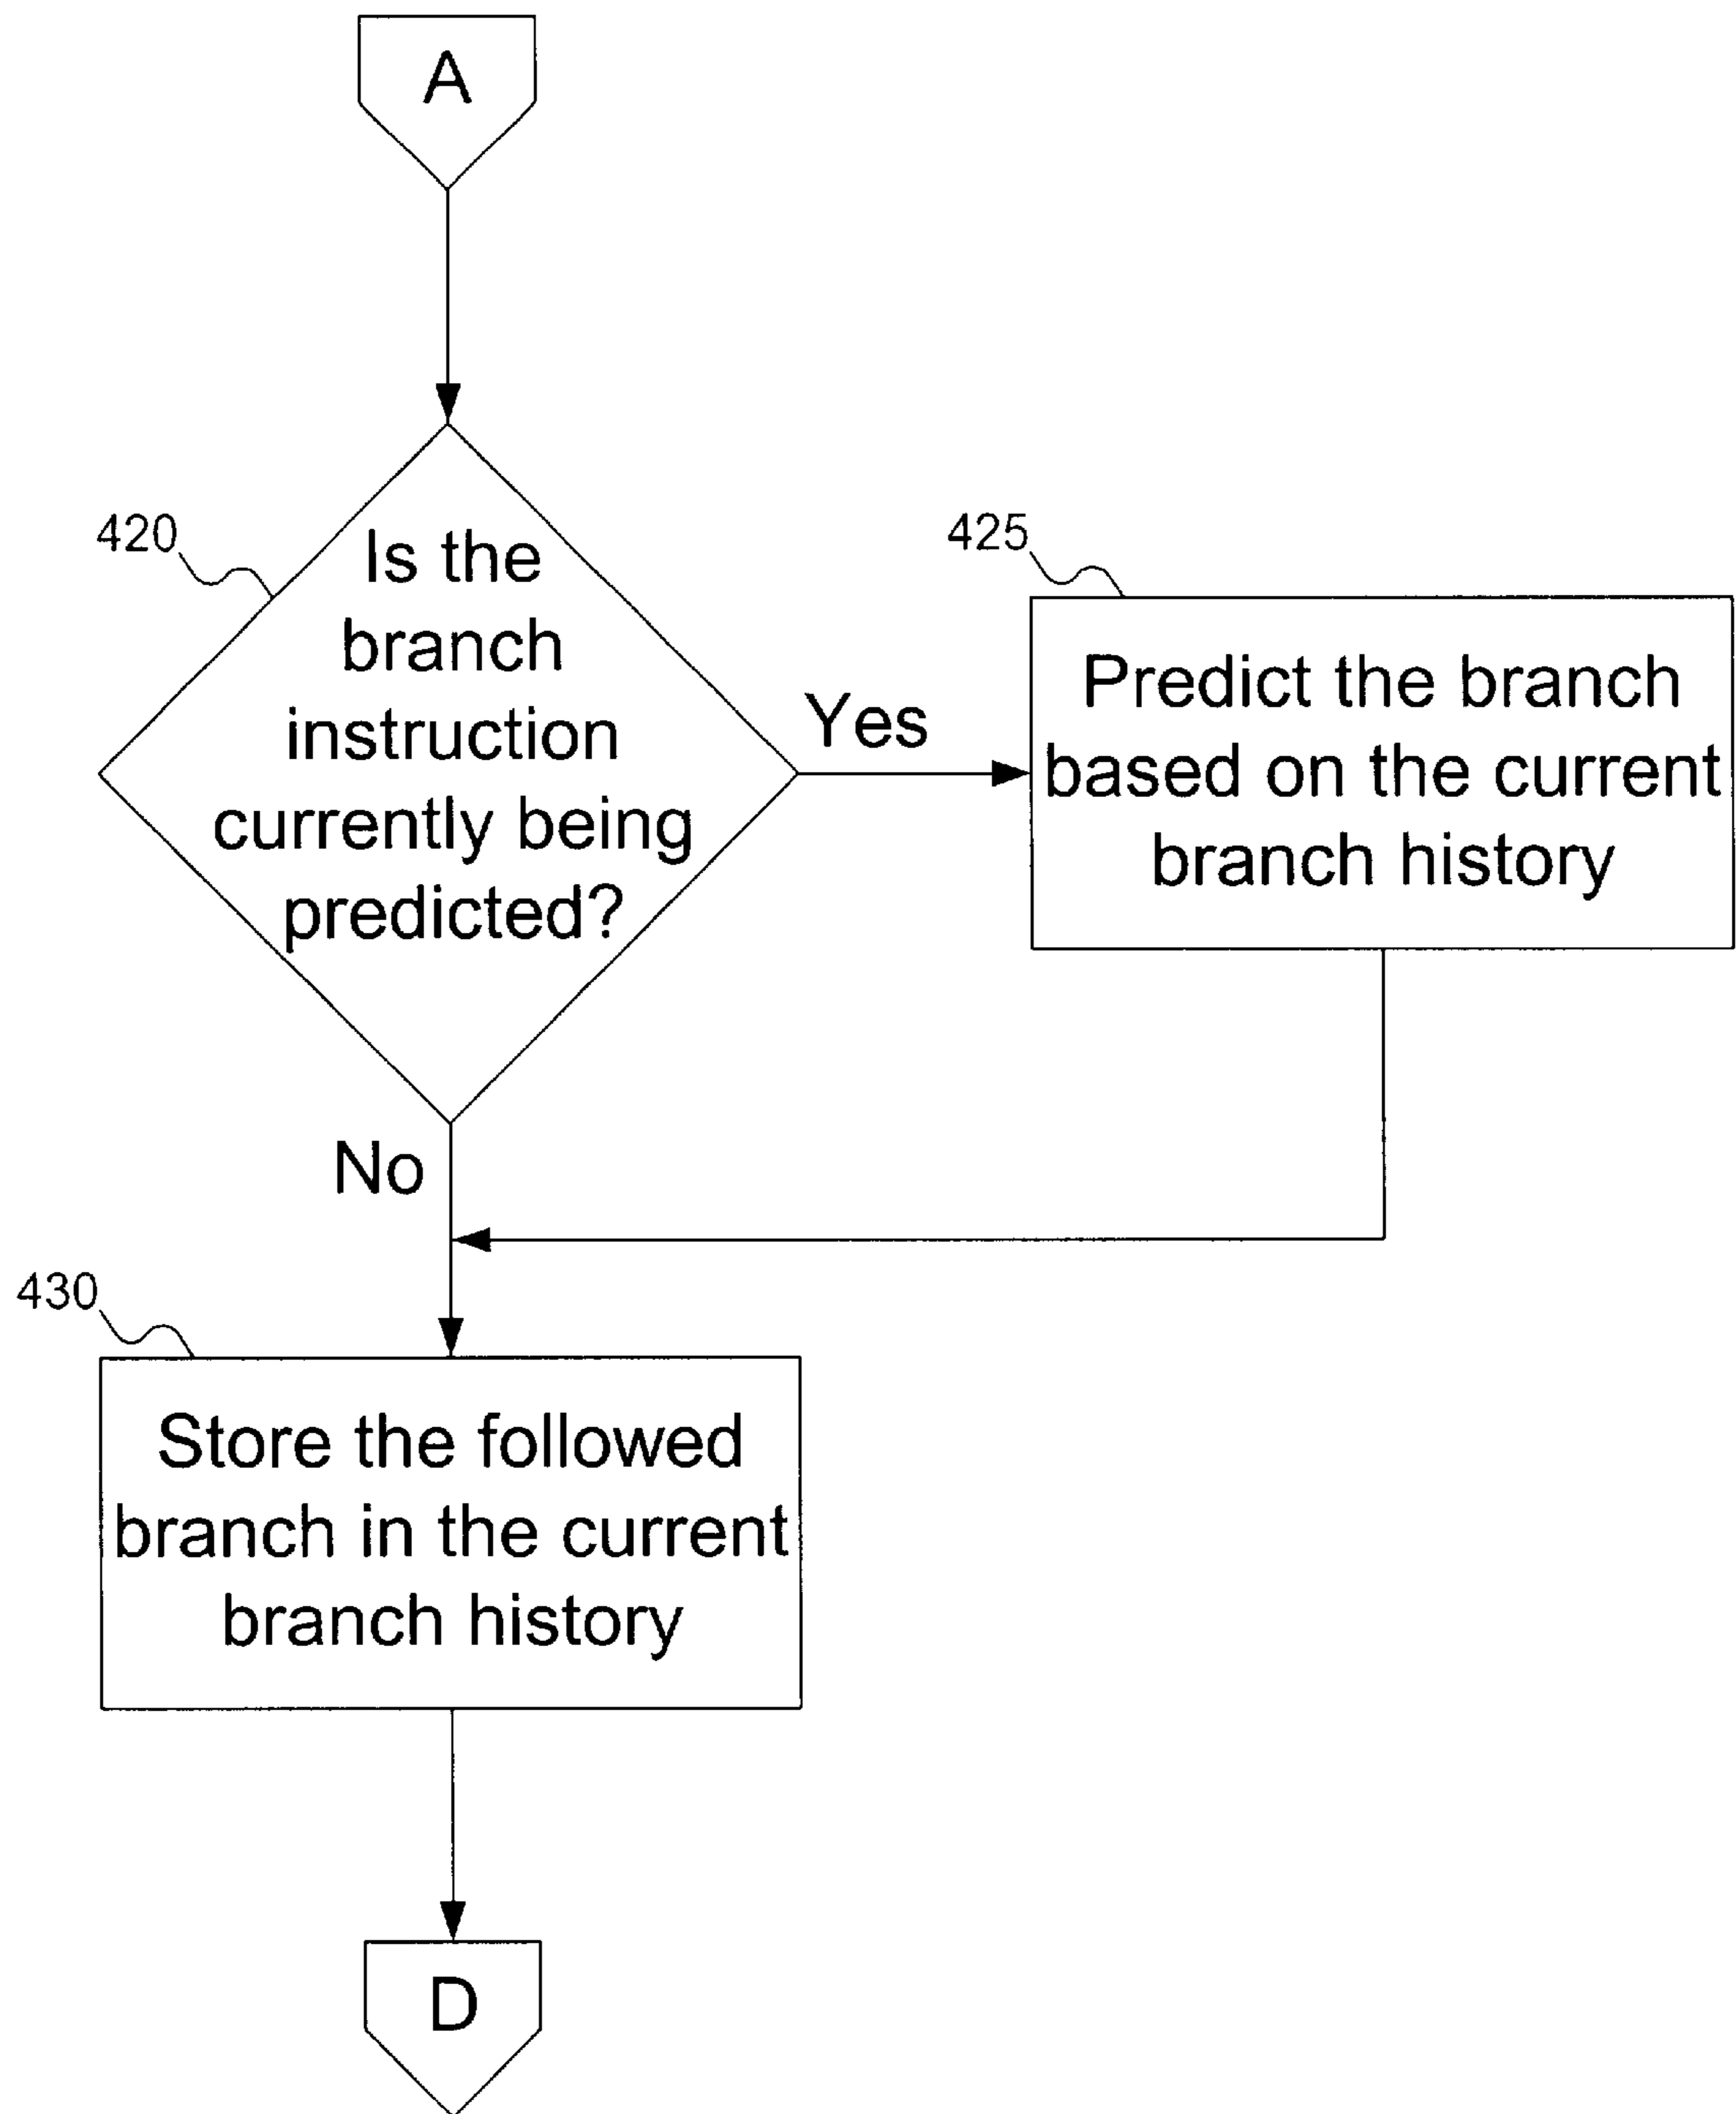 A
420
Is the
branch
instruction
currently being
predicted?
Yes
425
Predict the branch
based on the current
branch history
No
430
Store the followed
branch in the current
branch history
D